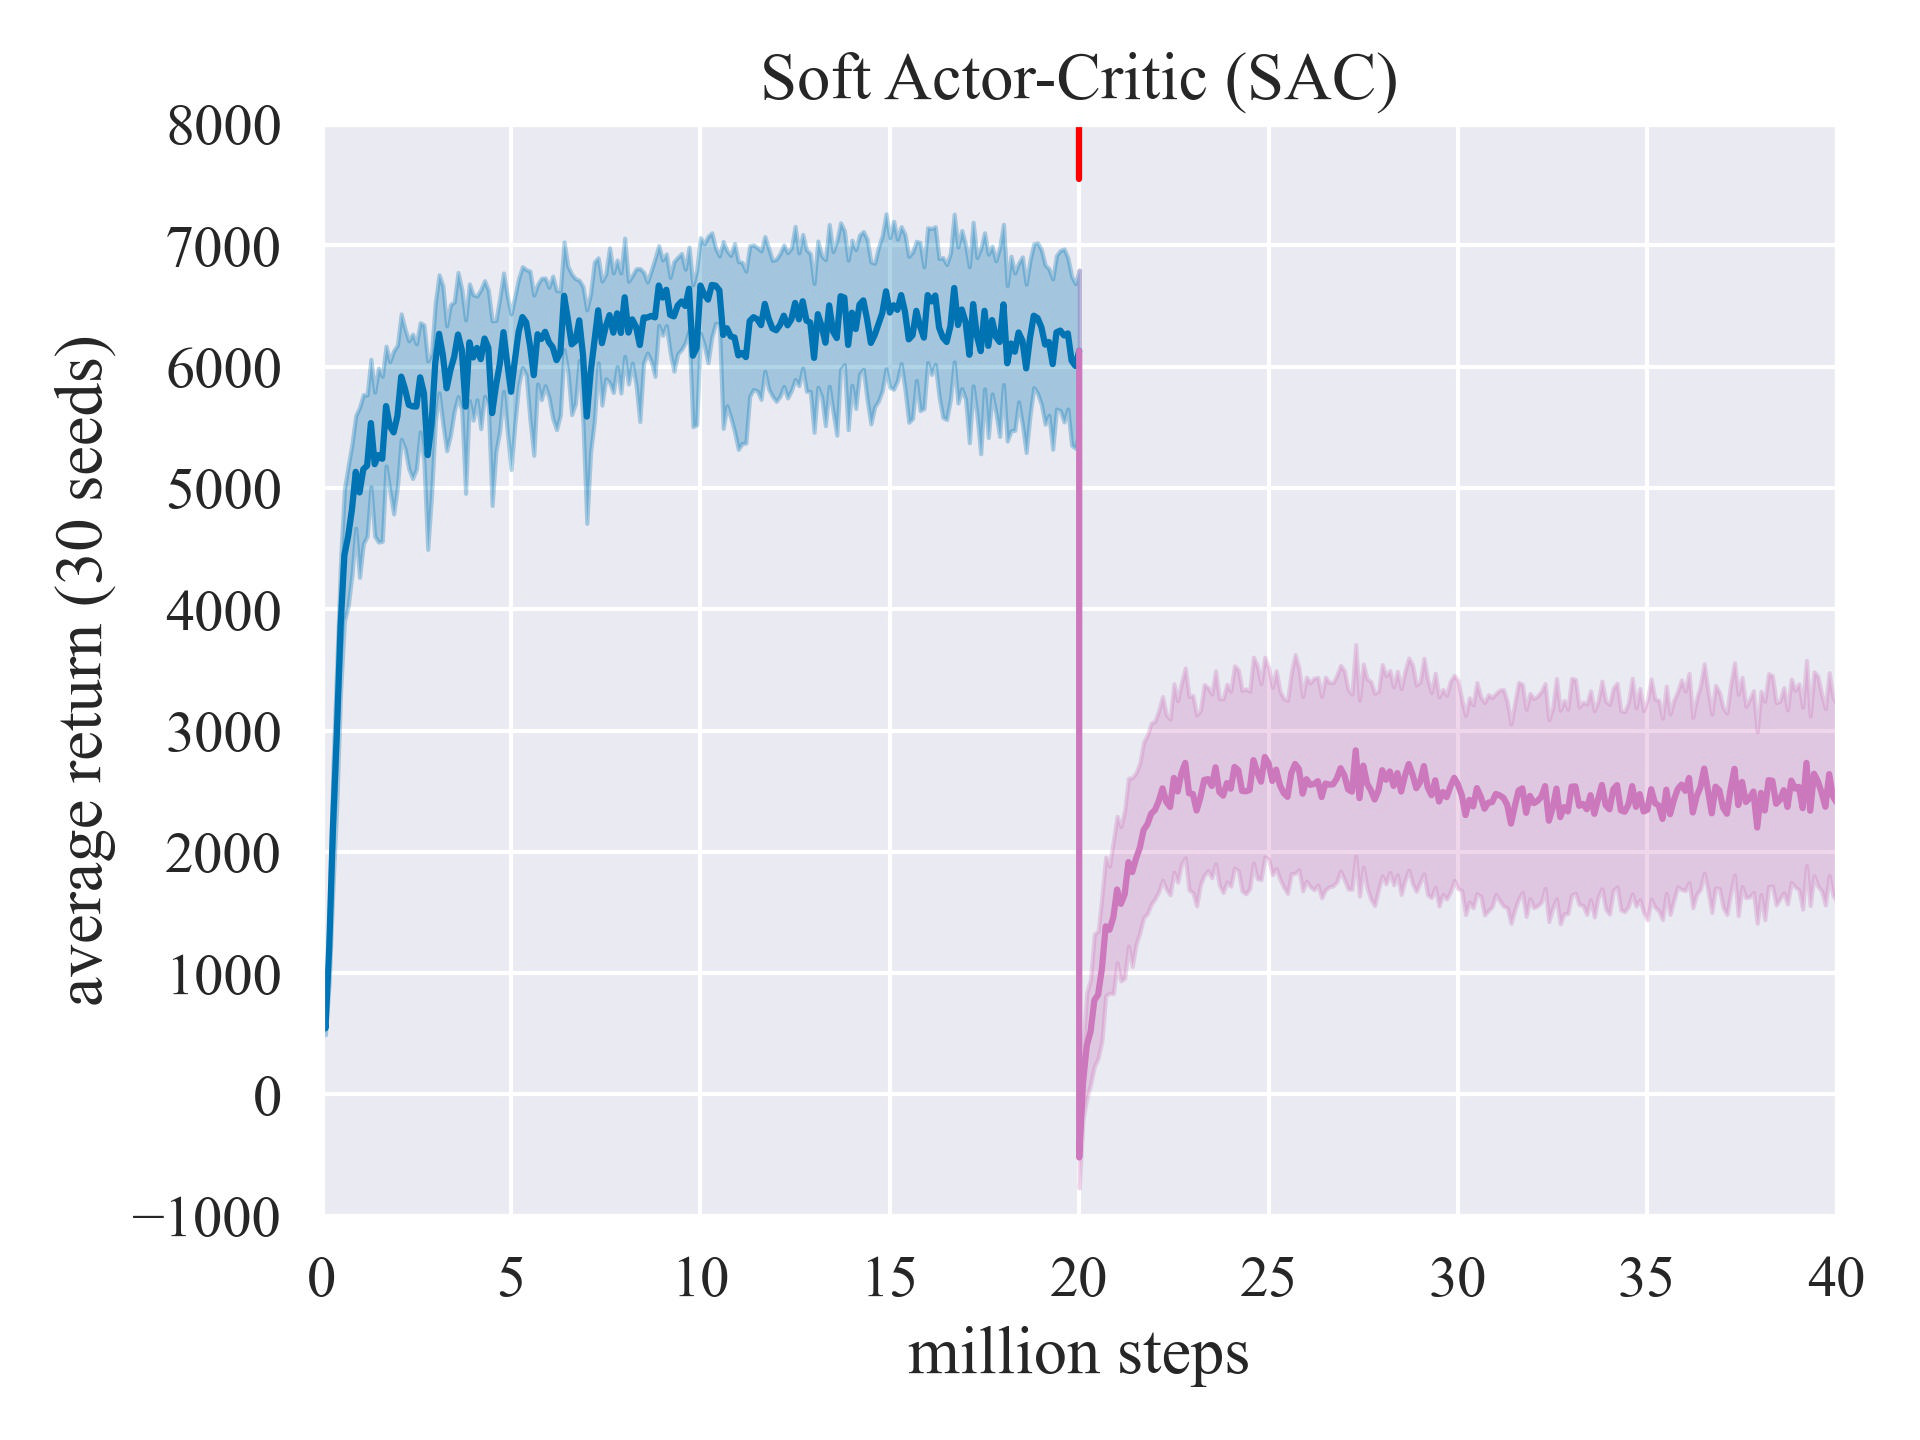 Soft Actor-Critic (SAC)
8000
7000
6000
5000
4000
3000
2000
1000
0
−1000
average return (30 seeds)
0 5 10 15 20 25 30 35 40
million steps